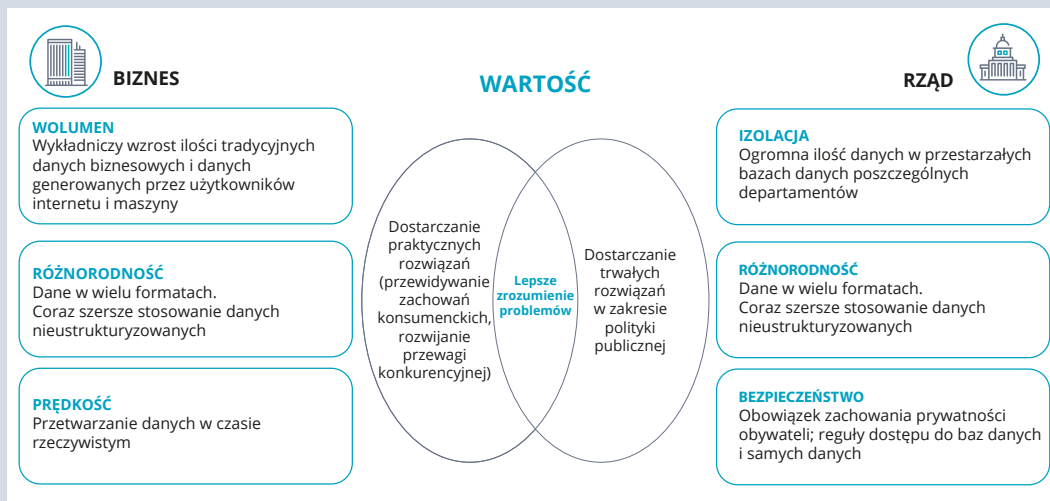 BIZNES
WARTOŚĆ
RZĄD
WOLUMEN
Wykładniczy wzrost ilości tradycyjnych
danych biznesowych i danych
generowanych przez użytkowników
internetu i maszyny
RÓŻNORODNOŚĆ
Dane w wielu formatach.
Coraz szersze stosowanie danych
nieustrukturyzowanych
PRĘDKOŚĆ
Przetwarzanie danych w czasie
rzeczywistym
Dostarczanie
praktycznych
rozwiązań
(przewidywanie
zachowań
konsumenckich,
rozwijanie
przewagi
konkurencyjnej)
Lepsze
zrozumienie
problemów
Dostarczanie
trwałych
rozwiązań
w zakresie
polityki
publicznej
IZOLACJA
Ogromna ilość danych w przestarzałych
bazach danych poszczególnych
departamentów
RÓŻNORODNOŚĆ
Dane w wielu formatach.
Coraz szersze stosowanie danych
nieustrukturyzowanych
BEZPIECZEŃSTWO
Obowiązek zachowania prywatności
obywateli; reguły dostępu do baz danych
i samych danych